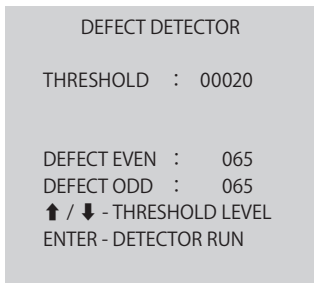 DEFECT DETECTOR
THRESHOLD : 00020
DEFECT EVEN : 065
DEFECT ODD : 065
⬆ / ⬇ - THRESHOLD LEVEL
ENTER - DETECTOR RUN